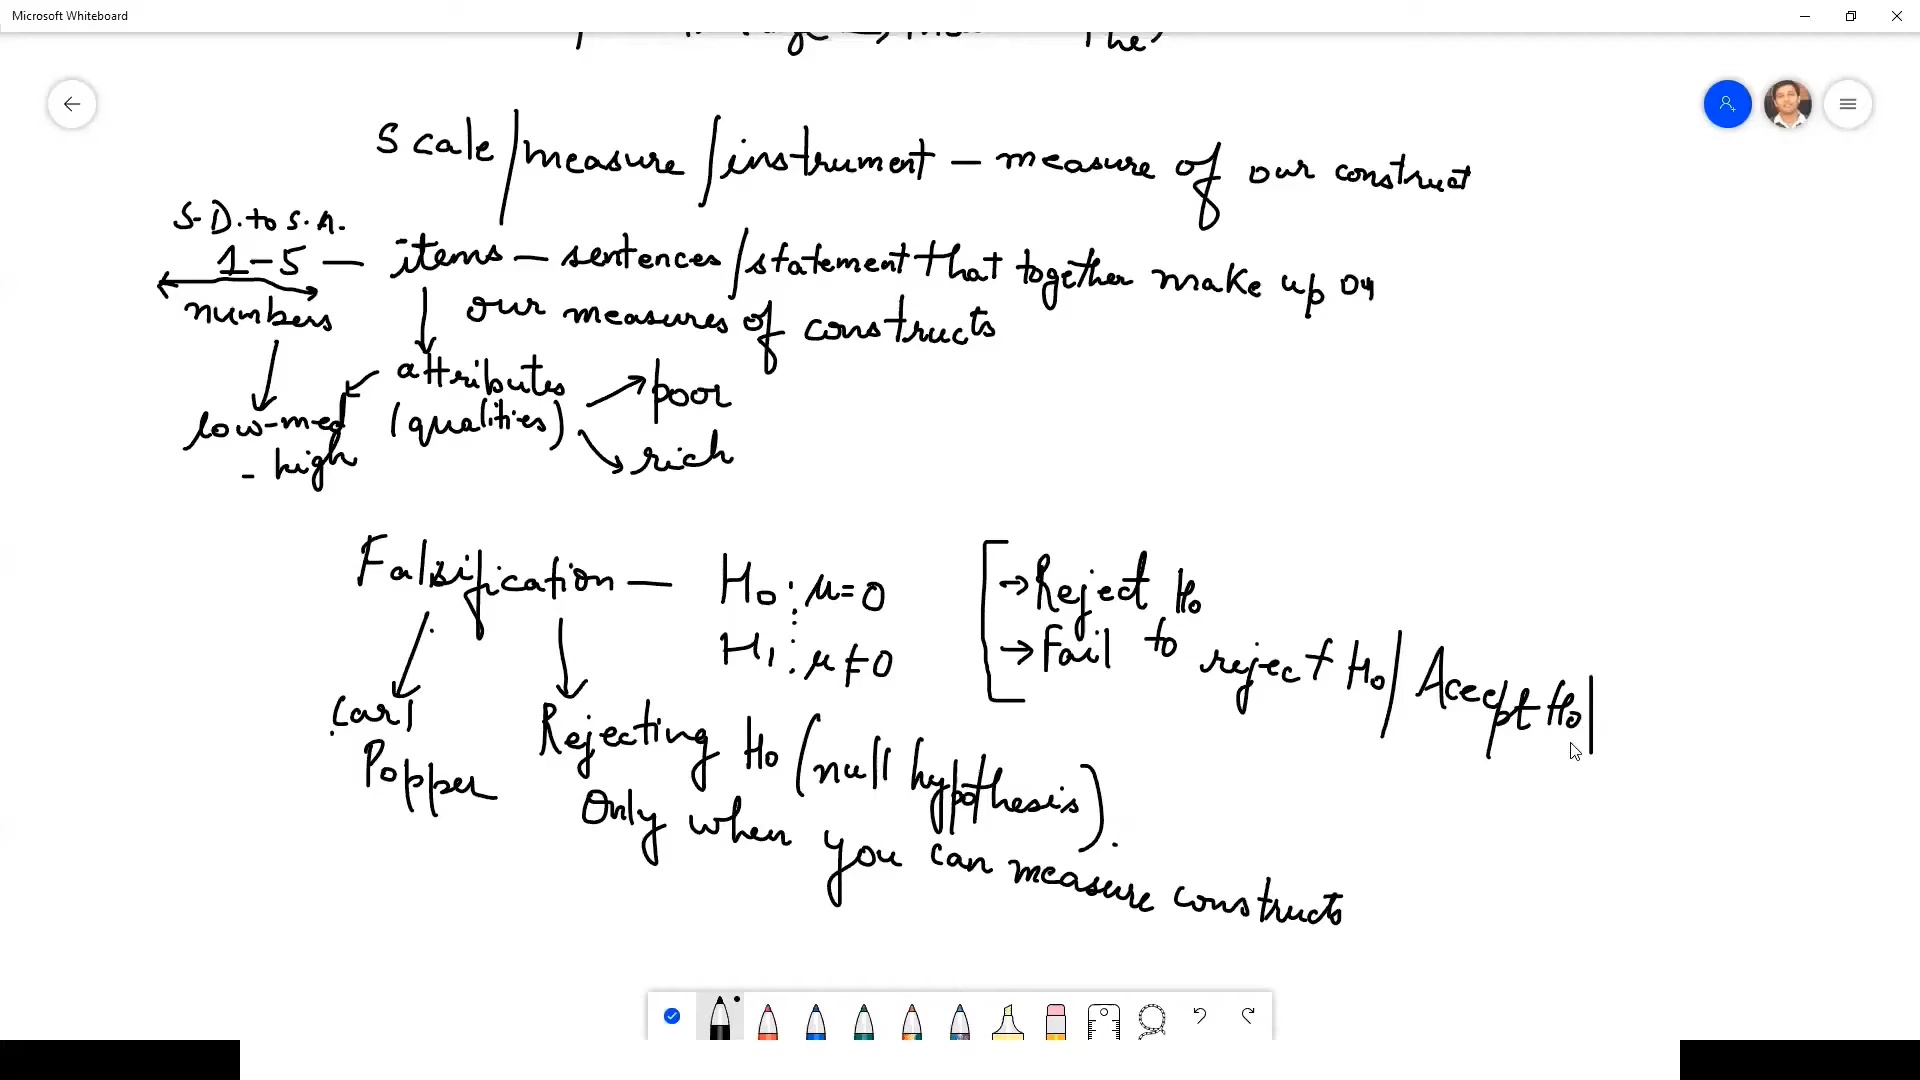 Microsoft Whiteboard
The
Scale/measure/instrument – measure of our construct
S.D. to S.A.
1–5 – items – sentences/statement that together make up ou
numbers
our measures of constructs
attributes
(qualities)
poor
rich
low-med
- high
Falsification – H0: μ=0
H1: μ≠0
→ Reject H0
→ Fail to reject H0/ Accept H0
Carl
Popper
Rejecting H0 (null hypothesis).
Only when you can measure constructs